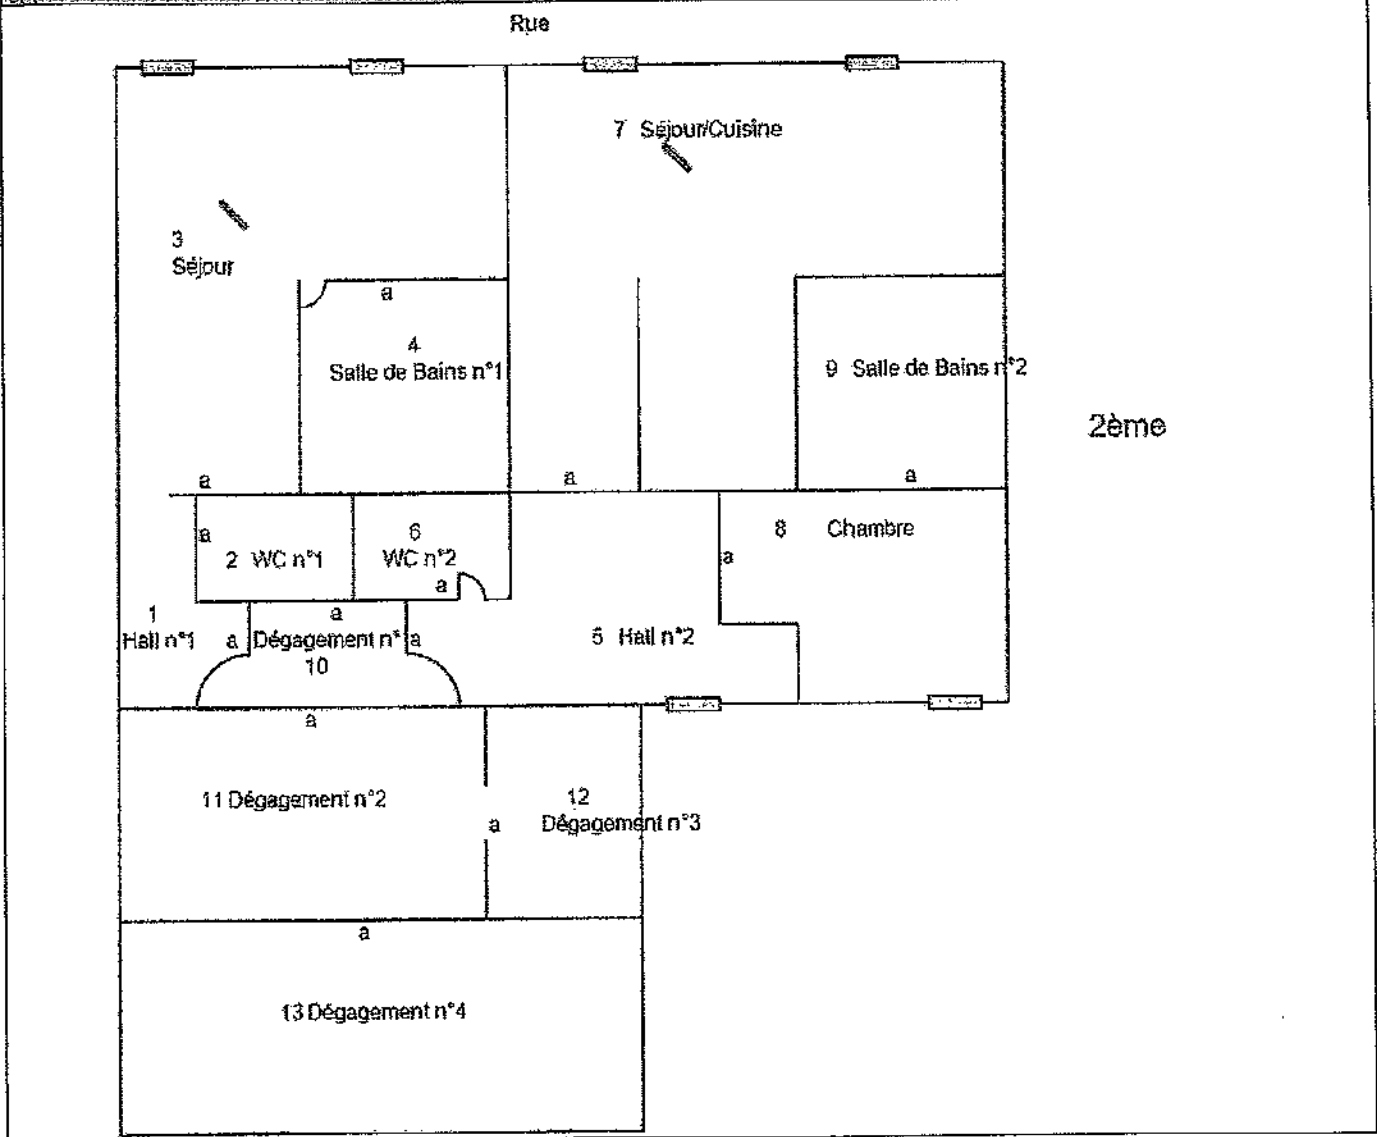 Rue
7 Séjour/Cuisine
3
Séjour
a
4
Salle de Bains n°1
9 Salle de Bains n°2
2ème
a
a
a
a
2 WC n°1
6
WC n°2
a
8 Chambre
a
1
Hall n°1
a
a
Dégagement n°
10
a
5 Hall n°2
a
11 Dégagement n°2
12
Dégagement n°3
a
a
13 Dégagement n°4